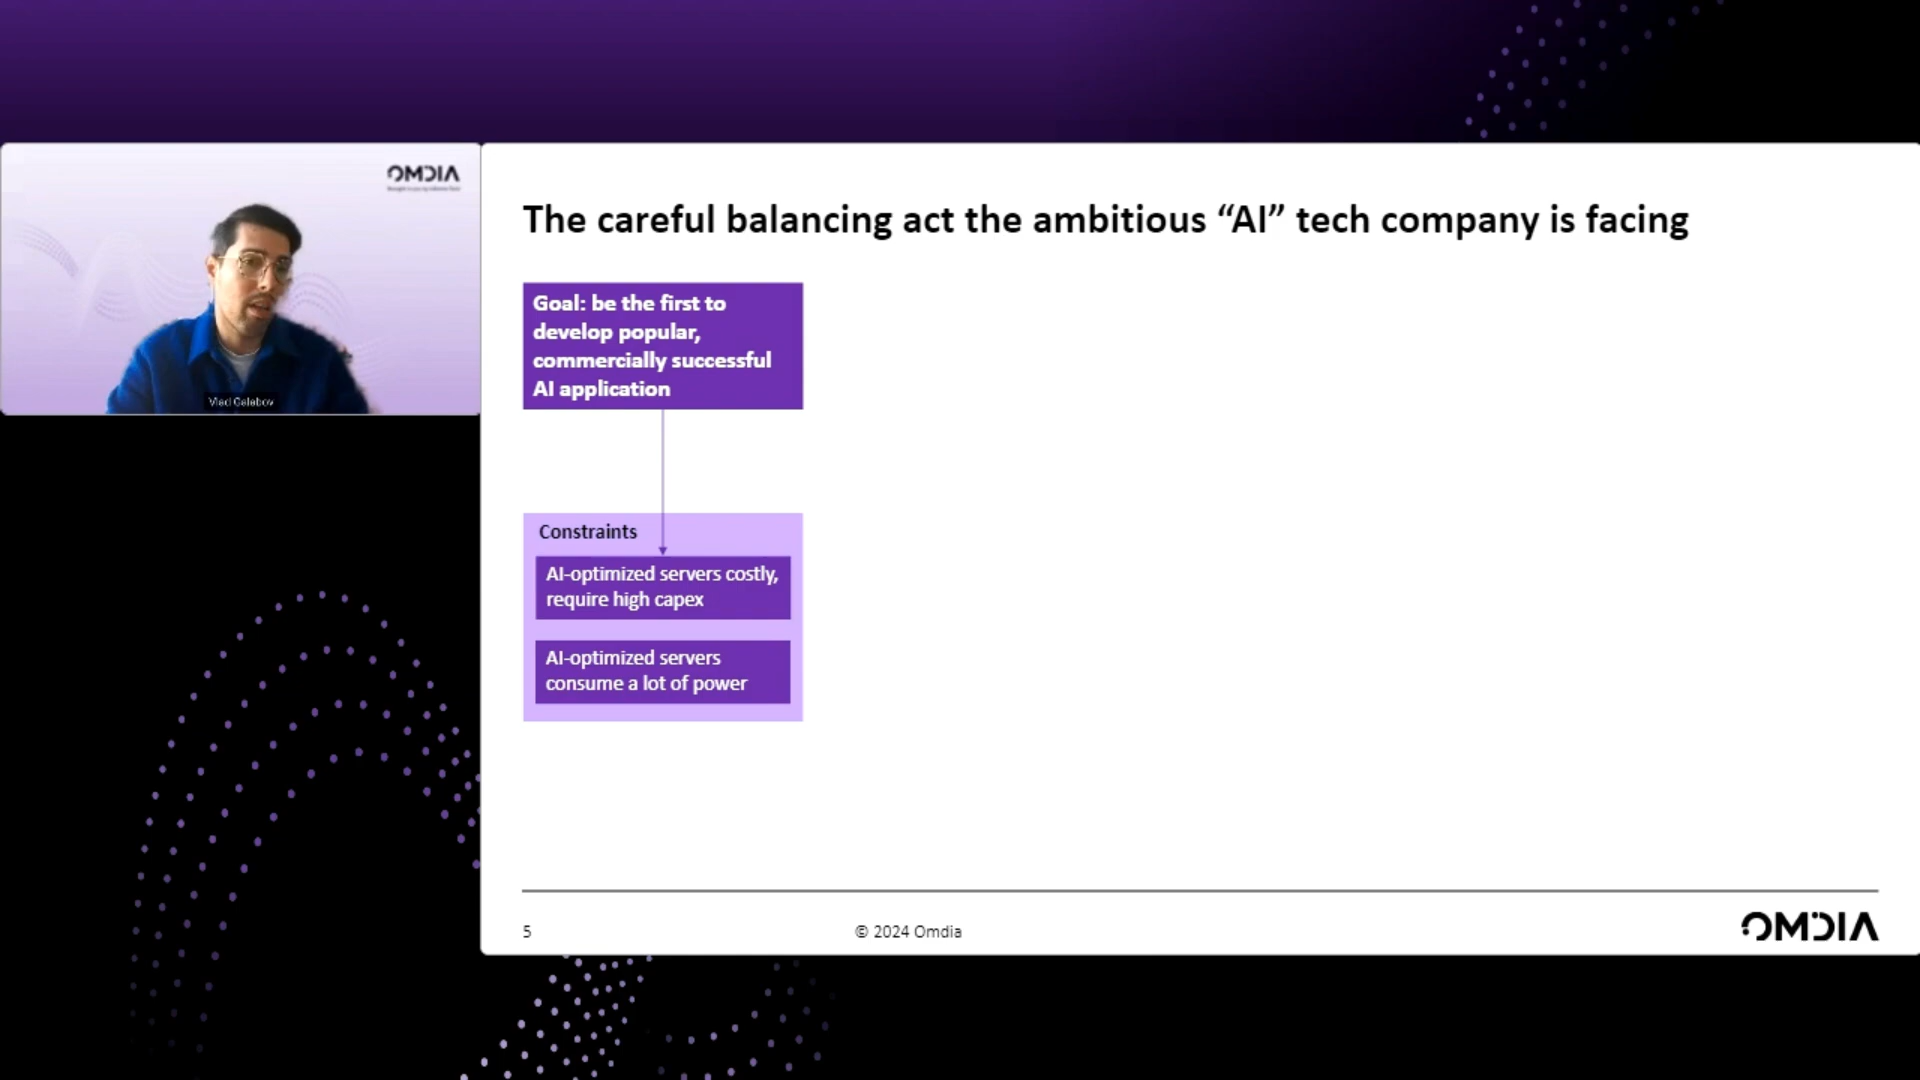 OMDIA
Vlad Galabov
The careful balancing act the ambitious “AI” tech company is facing
Goal: be the first to
develop popular,
commercially successful
AI application
Constraints
AI-optimized servers costly,
require high capex
AI-optimized servers
consume a lot of power
5
© 2024 Omdia
OMDIA